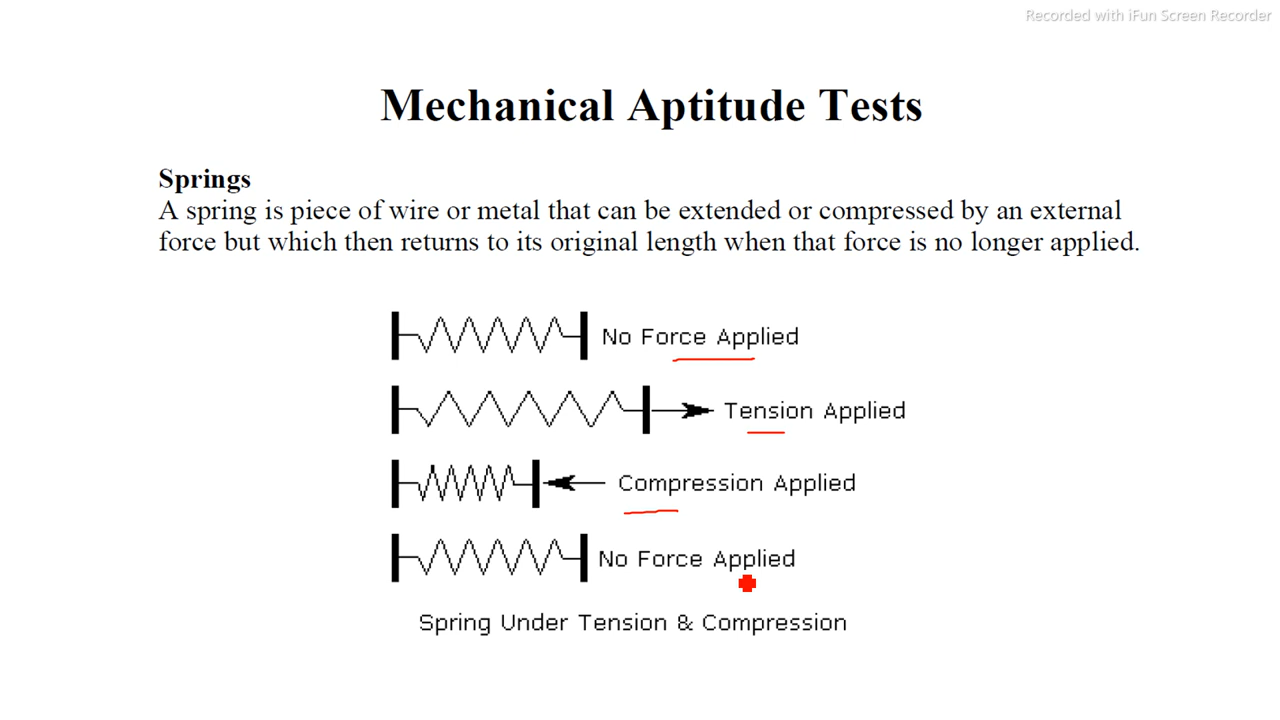 Recorded with iFun Screen Recorder
Mechanical Aptitude Tests
Springs
A spring is piece of wire or metal that can be extended or compressed by an external
force but which then returns to its original length when that force is no longer applied.
No Force Applied
Tension Applied
Compression Applied
No Force Applied
Spring Under Tension & Compression